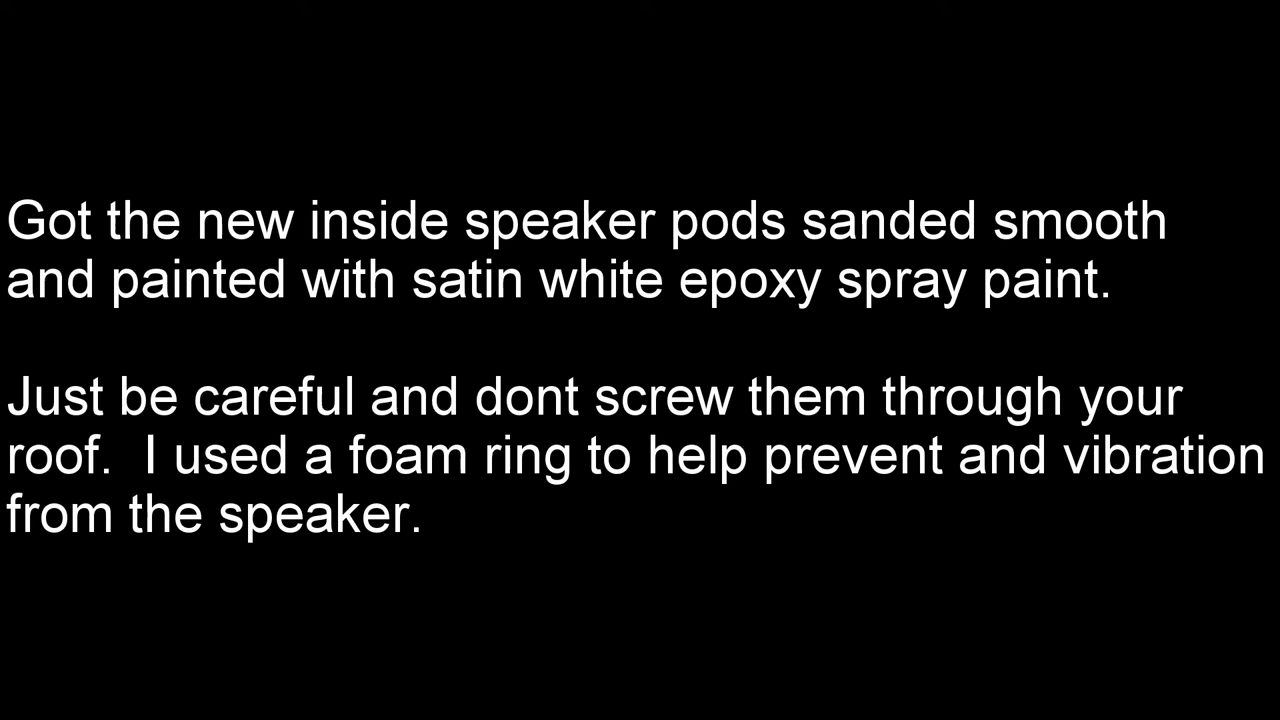 Got the new inside speaker pods sanded smooth
and painted with satin white epoxy spray paint.
Just be careful and dont screw them through your
roof.  I used a foam ring to help prevent and vibration
from the speaker.